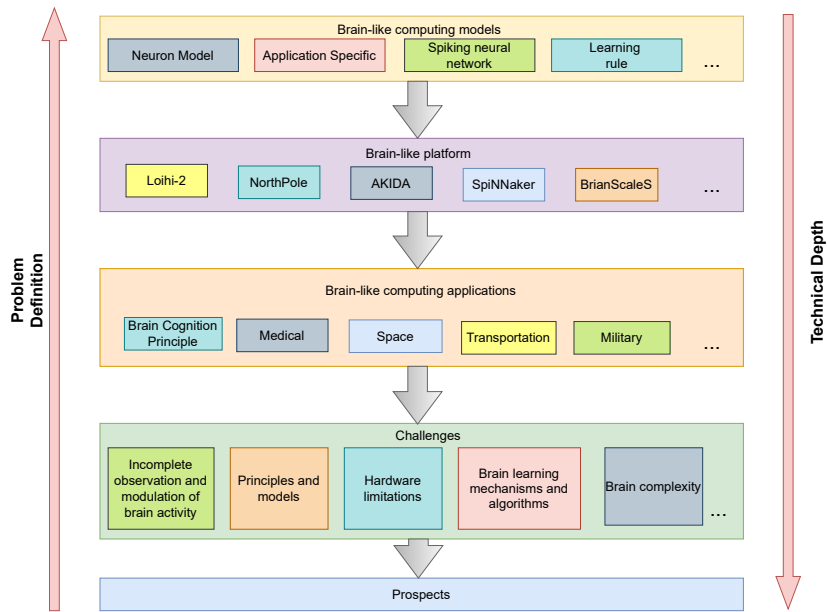 Brain-like computing models
Neuron Model
Application Specific
Spiking neural
network
Learning
rule
...
Brain-like platform
Loihi-2
NorthPole
AKIDA
SpiNNaker
BrianScaleS
...
Brain-like computing applications
Brain Cognition
Principle
Medical
Space
Transportation
Military
...
Challenges
Incomplete
observation and
modulation of
brain activity
Principles and
models
Hardware
limitations
Brain learning
mechanisms and
algorithms
Brain complexity
...
Prospects
Problem
Definition
Technical Depth